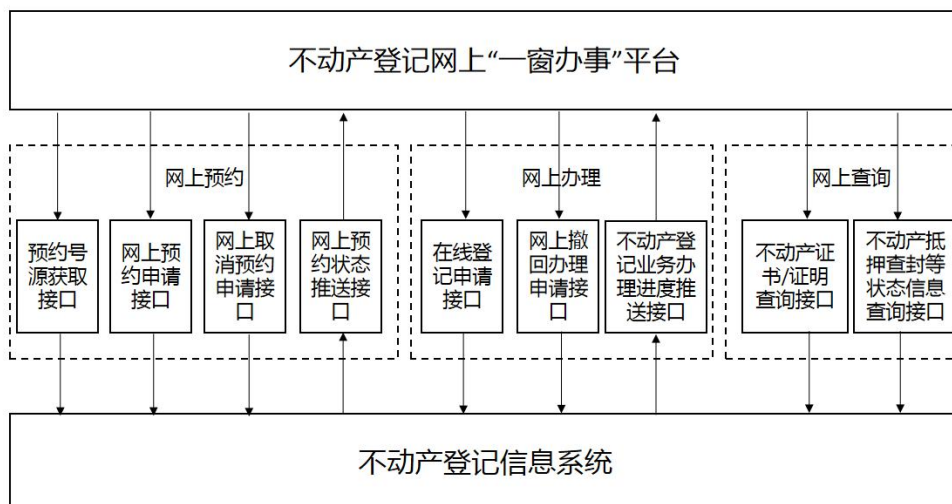 不动产登记网上“一窗办事”平台
网上预约
预约号
源获取
接口
网上预
约申请
接口
网上取
消预约
申请接
口
网上预
约状态
推送接
口
网上办理
在线登
记申请
接口
网上撤
回办理
申请接
口
不动产登
记业务办
理进度推
送接口
网上查询
不动产证
书/证明
查询接口
不动产抵
押查封等
状态信息
查询接口
不动产登记信息系统